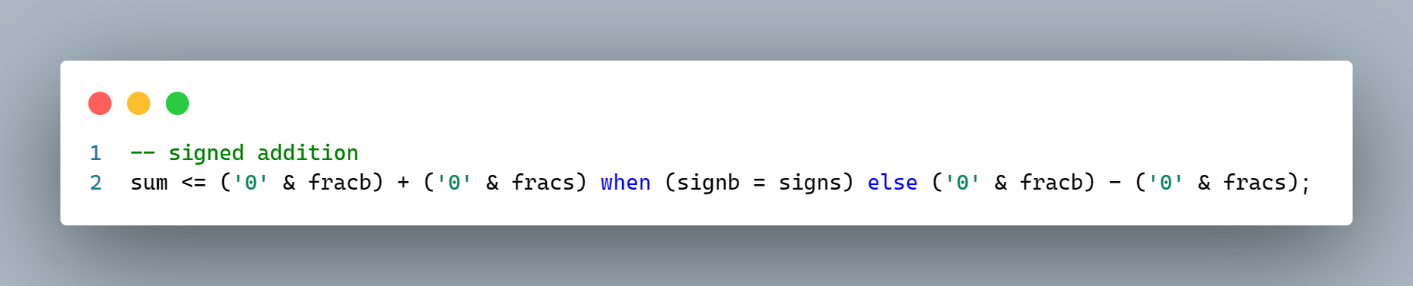 1 -- signed addition
2 sum <= ('0' & fracb) + ('0' & fracs) when (signb = signs) else ('0' & fracb) - ('0' & fracs);